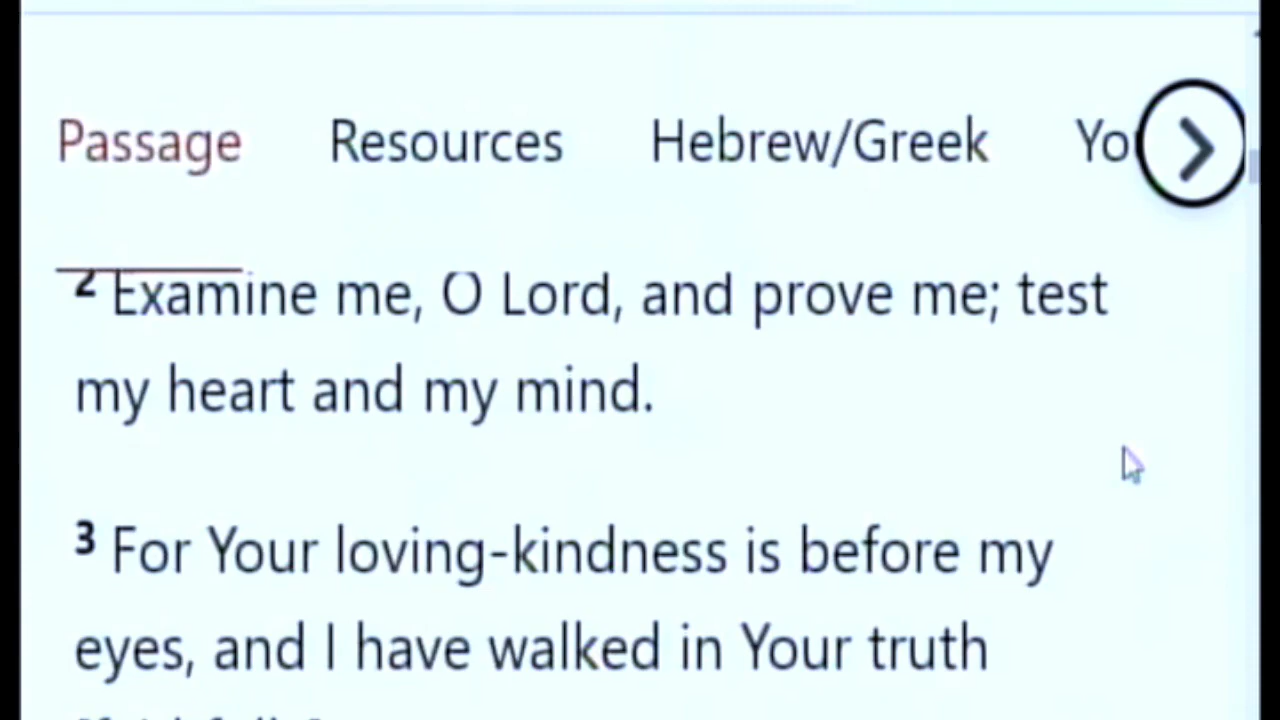 Passage Resources Hebrew/Greek
2 Examine me, O Lord, and prove me; test
my heart and my mind.
3 For Your loving-kindness is before my
eyes, and I have walked in Your truth